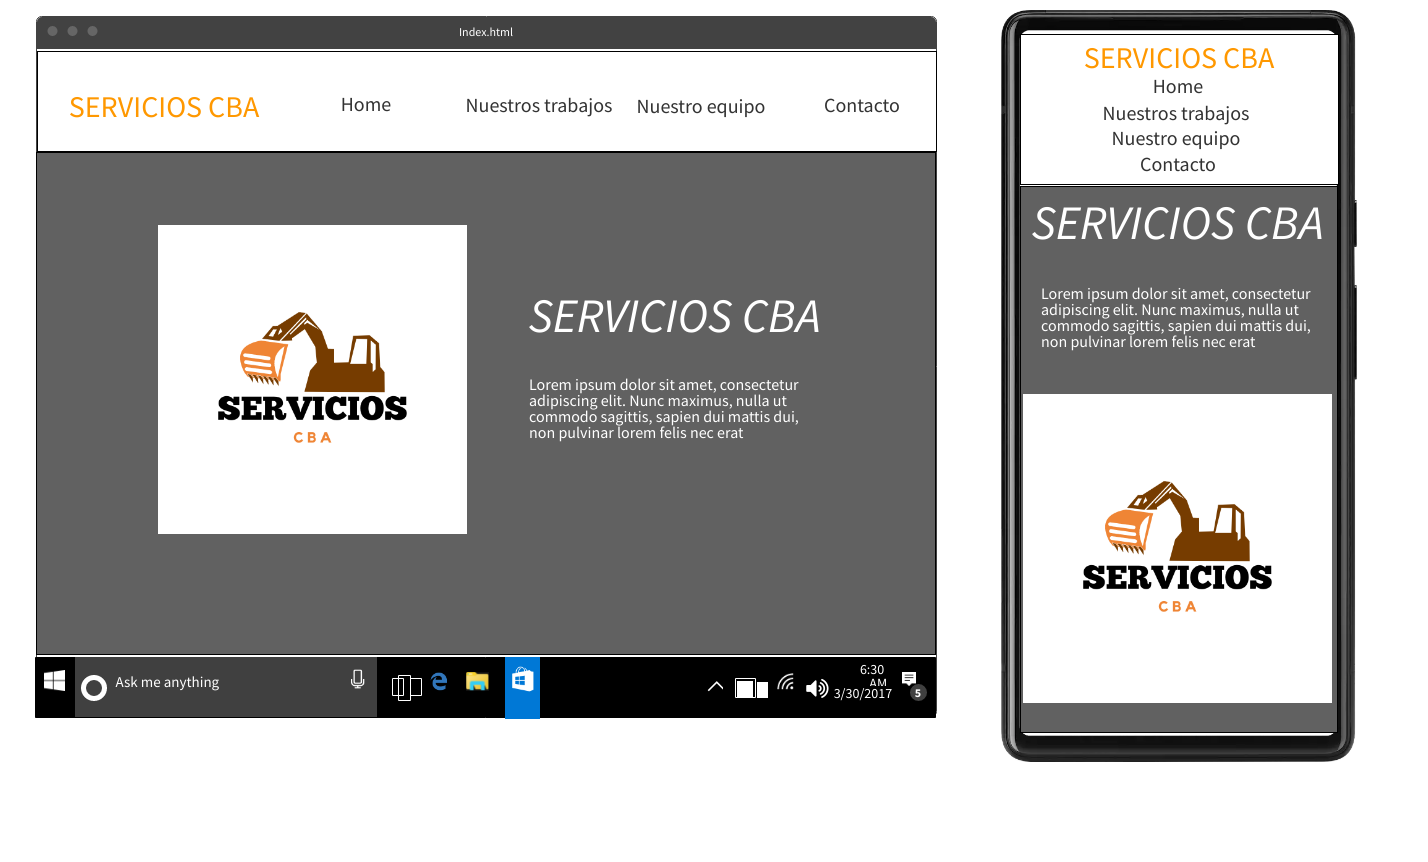 Index.html
SERVICIOS CBA
Home
Nuestros trabajos
Nuestro equipo
Contacto
SERVICIOS
CBA
SERVICIOS CBA
Lorem ipsum dolor sit amet, consectetur
adipiscing elit. Nunc maximus, nulla ut
commodo sagittis, sapien dui mattis dui,
non pulvinar lorem felis nec erat
Ask me anything
6:30
AM
3/30/2017
5
SERVICIOS CBA
Home
Nuestros trabajos
Nuestro equipo
Contacto
SERVICIOS CBA
Lorem ipsum dolor sit amet, consectetur
adipiscing elit. Nunc maximus, nulla ut
commodo sagittis, sapien dui mattis dui,
non pulvinar lorem felis nec erat
SERVICIOS
CBA